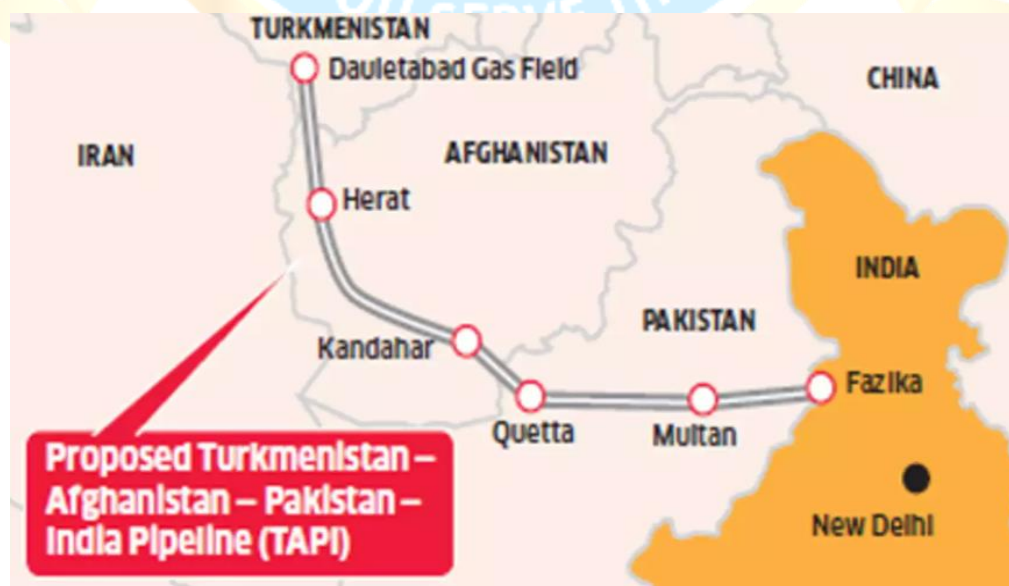 TURKMENISTAN
Dauletabad Gas Field
CHINA
IRAN
AFGHANISTAN
Herat
INDIA
PAKISTAN
Kandahar
Fazika
Quetta
Multan
Proposed Turkmenistan –
Afghanistan – Pakistan –
India Pipeline (TAPI)
New Delhi